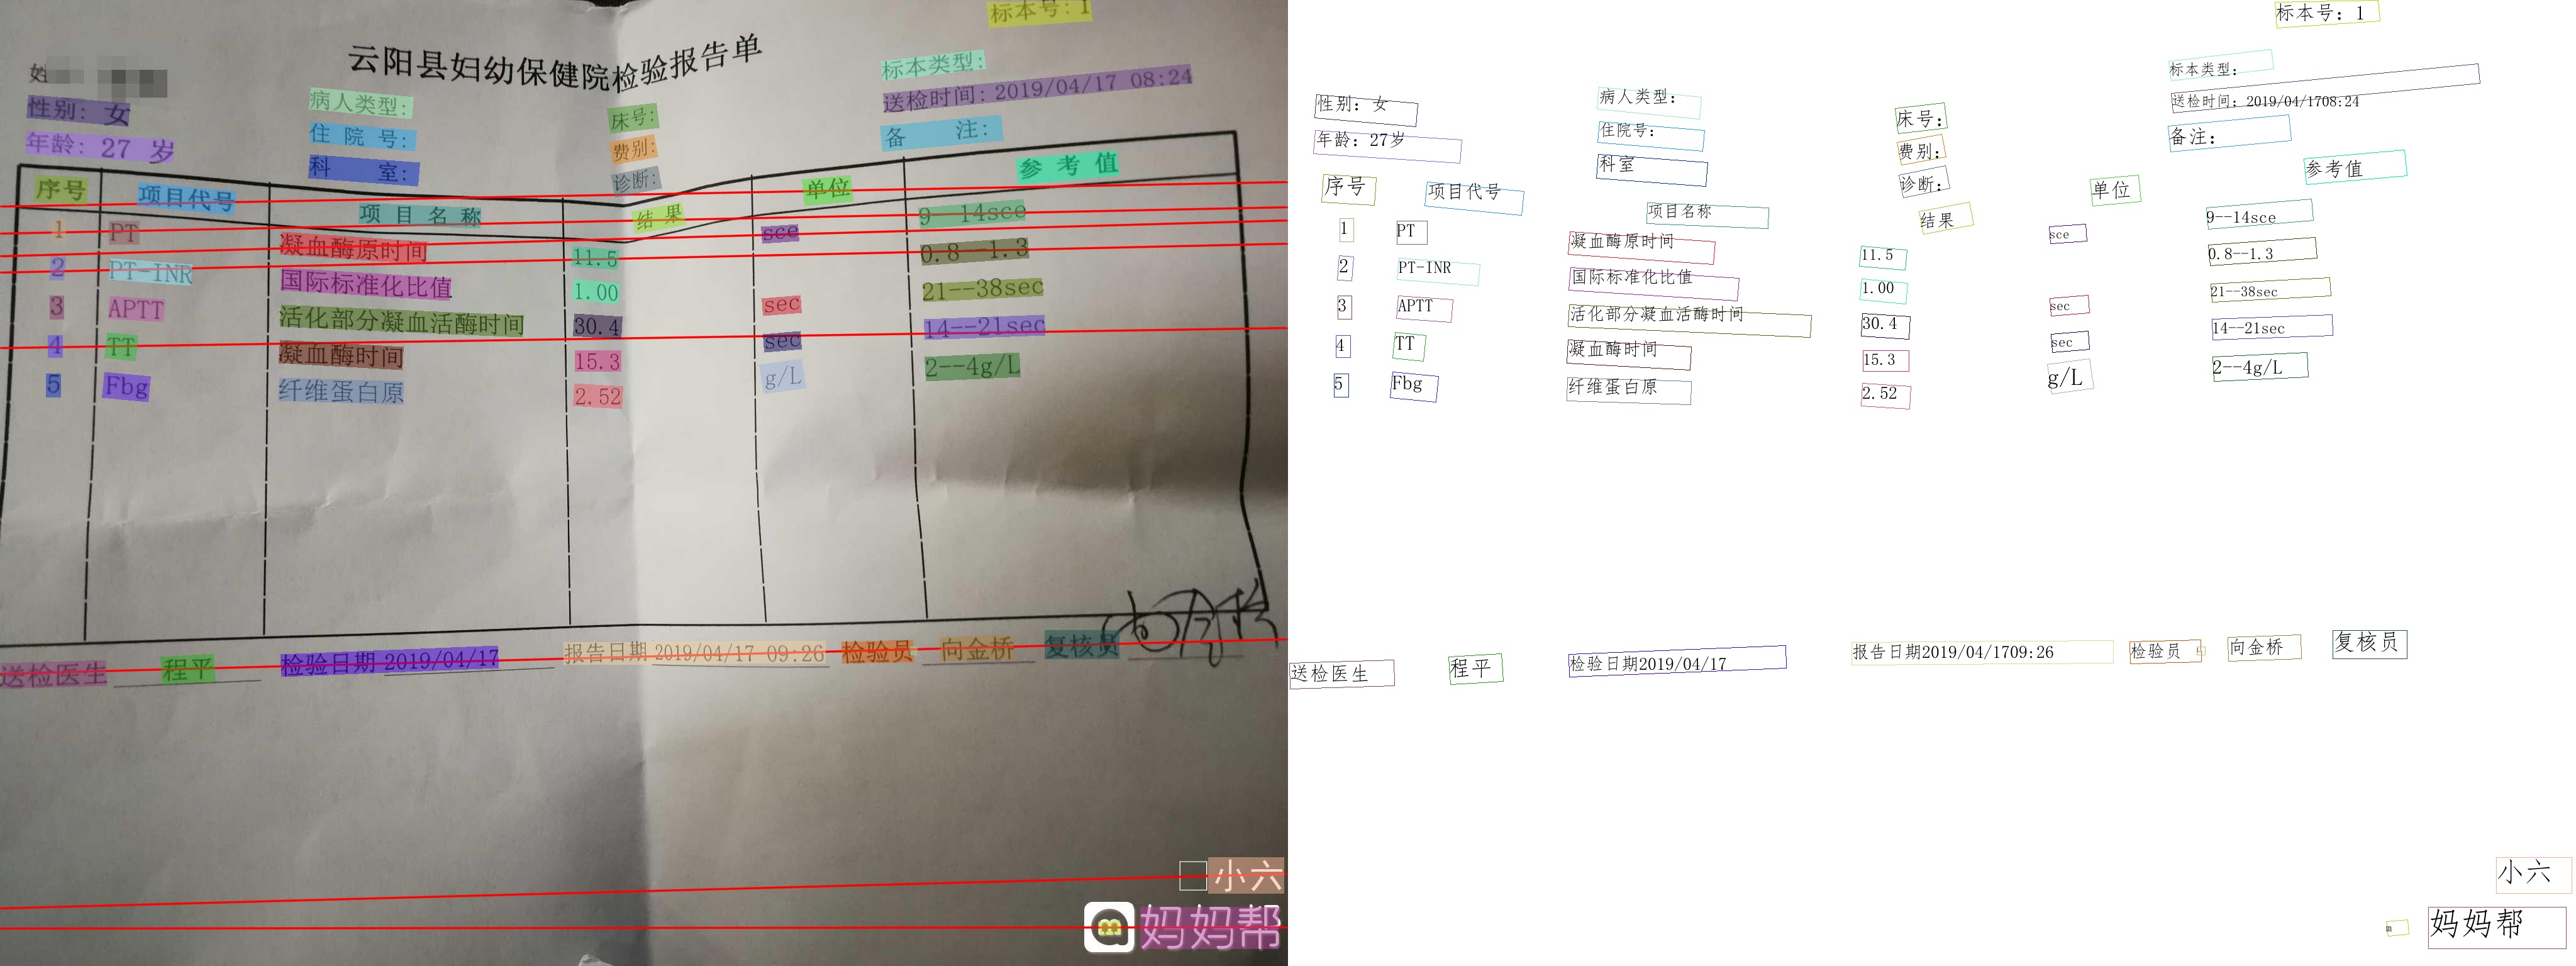 标本号:1
云阳县妇幼保健院检验报告单
姓
标本类型:
性别: 女 病人类型: 床号: 送检时间: 2019/04/17 08:24
年龄: 27 岁 住 院 号: 费别: 备 注:
科 室: 诊断:
序号 项目代号 项 目 名 称 结 果 单位 参 考 值
1 PT 凝血酶原时间 11.5 sce 9--14sce
2 PT-INR 国际标准化比值 1.00 0.8--1.3
3 APTT 活化部分凝血活酶时间 30.4 sec 21--38sec
4 TT 凝血酶时间 15.3 sec 14--21sec
5 Fbg 纤维蛋白原 2.52 g/L 2--4g/L
送检医生 程平 检验日期 2019/04/17 报告日期 2019/04/17 09:26 检验员 向金桥 复核员
小六
妈妈帮
标本号: 1
标本类型:
性别: 女 病人类型: 床号: 送检时间: 2019/04/1708:24
年龄: 27岁 住院号: 费别: 备注:
科室 诊断:
序号 项目代号 项目名称 结果 单位 参考值
1 PT 凝血酶原时间 11.5 sce 9--14sce
2 PT-INR 国际标准化比值 1.00 0.8--1.3
3 APTT 活化部分凝血活酶时间 30.4 sec 21--38sec
4 TT 凝血酶时间 15.3 sec 14--21sec
5 Fbg 纤维蛋白原 2.52 g/L 2--4g/L
送检医生 程平 检验日期2019/04/17 报告日期2019/04/1709:26 检验员 向金桥 复核员
小六
妈妈帮